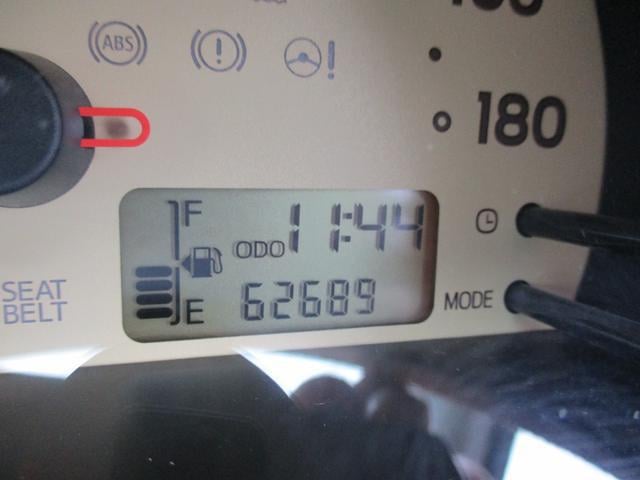 ABS
180
F
11:44
ODO
62689
E
MODE
SEAT
BELT